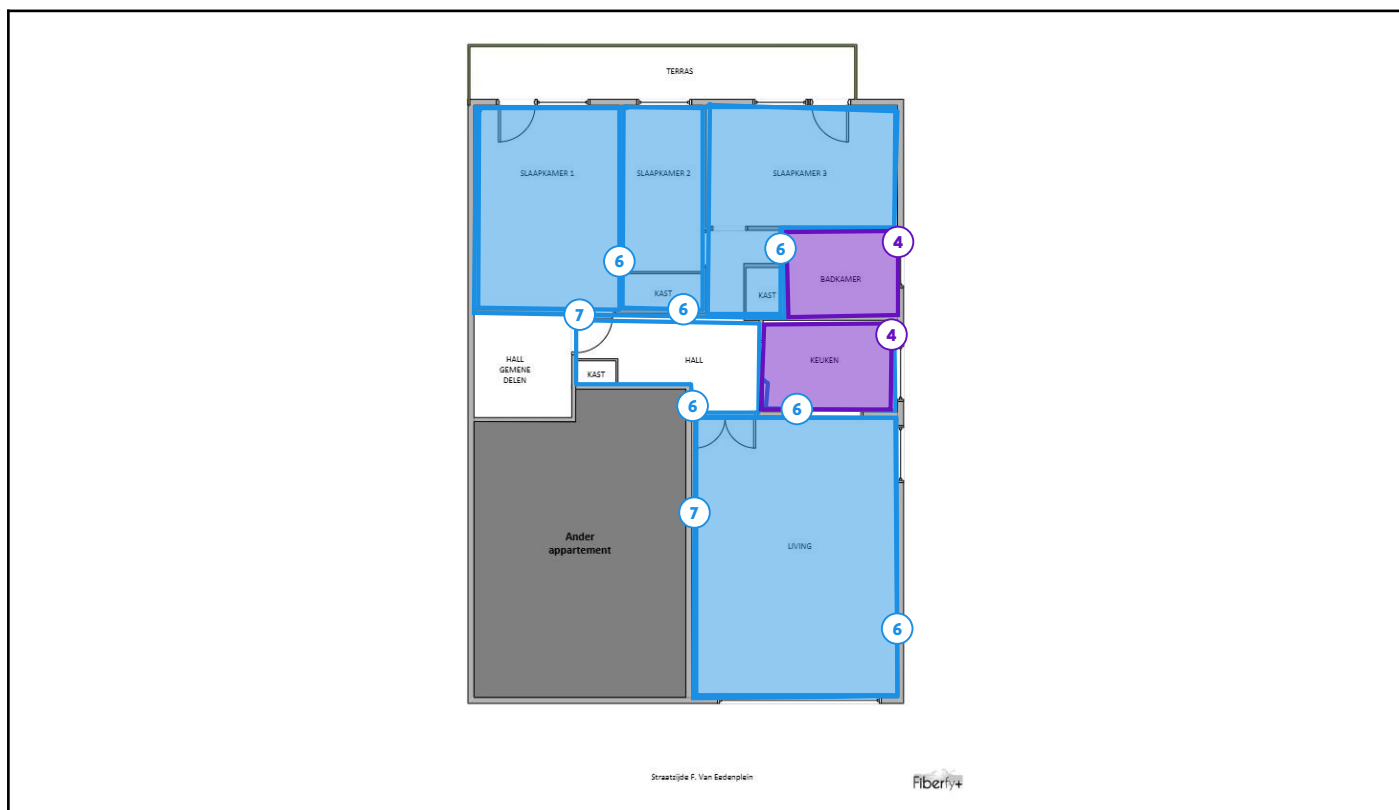 TERRAS
SLAAPKAMER 1
SLAAPKAMER 2
SLAAPKAMER 3
4
6
6
BADKAMER
KAST
KAST
7
6
4
HALL
GEMENE
DELEN
HALL
KEUKEN
KAST
6
6
7
Ander
appartement
LIVING
6
Straatzijde F. Van Eedenplein
Fiberfy+